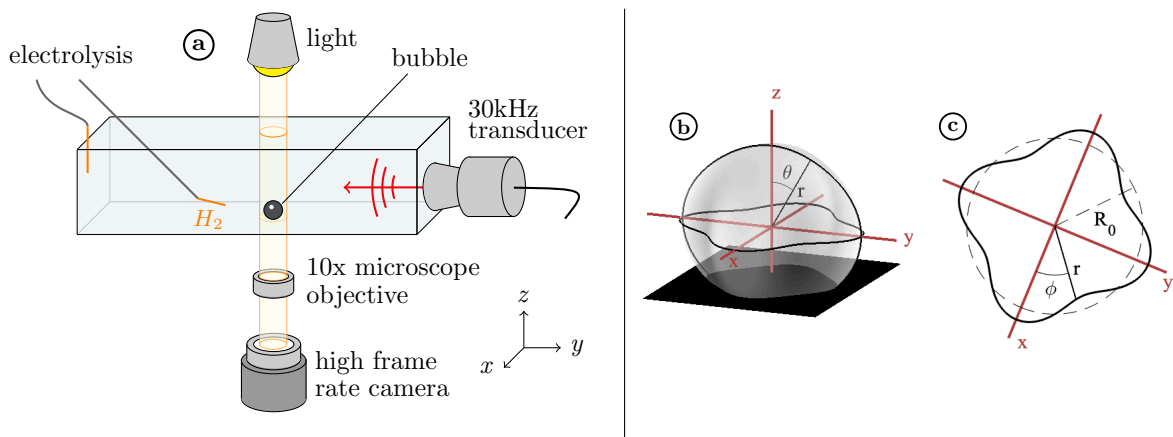 a
light
electrolysis
bubble
30kHz
transducer
H2
10x microscope
objective
z
y
x
high frame
rate camera
b
z
θ
r
y
x
c
R0
r
ϕ
y
x